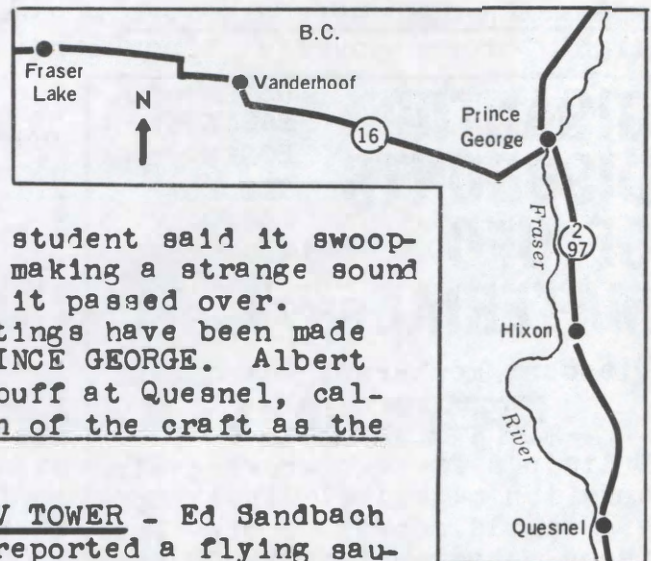 B.C.
Fraser
Lake
Vanderhoof
N
16
Prince
George
Fraser
2
97
Hixon
River
Quesnel
student said it swoop-
making a strange sound
it passed over.
tings have been made
INCE GEORGE. Albert
ouff at Quesnel, cal-
n of the craft as the
V TOWER - Ed Sandbach
reported a flying sau-